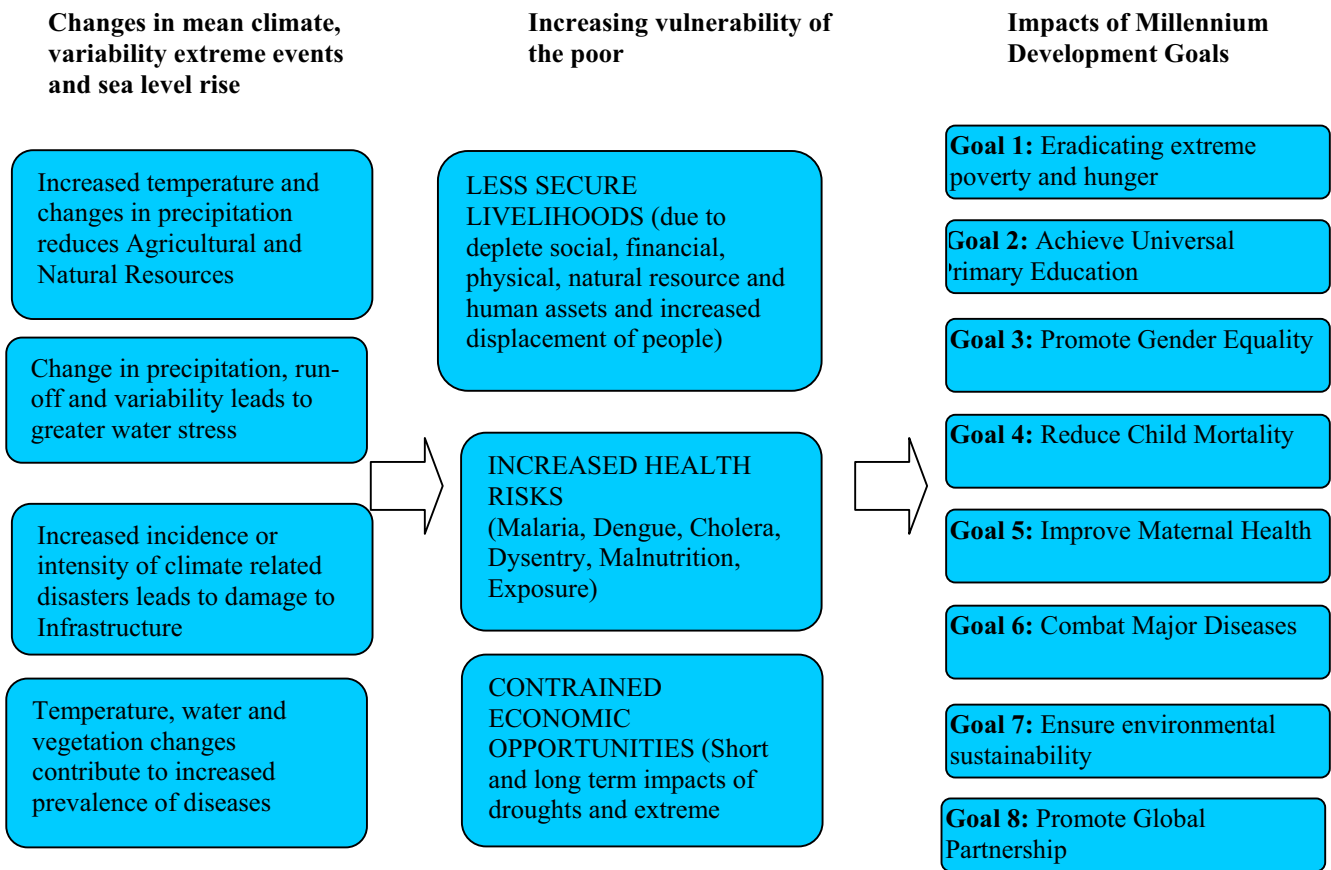 Changes in mean climate,
variability extreme events
and sea level rise
Increasing vulnerability of
the poor
Impacts of Millennium
Development Goals
Increased temperature and
changes in precipitation
reduces Agricultural and
Natural Resources
Change in precipitation, run-
off and variability leads to
greater water stress
Increased incidence or
intensity of climate related
disasters leads to damage to
Infrastructure
Temperature, water and
vegetation changes
contribute to increased
prevalence of diseases
LESS SECURE
LIVELIHOODS (due to
deplete social, financial,
physical, natural resource and
human assets and increased
displacement of people)
INCREASED HEALTH
RISKS
(Malaria, Dengue, Cholera,
Dysentry, Malnutrition,
Exposure)
CONTRAINED
ECONOMIC
OPPORTUNITIES (Short
and long term impacts of
droughts and extreme
Goal 1: Eradicating extreme
poverty and hunger
Goal 2: Achieve Universal
Primary Education
Goal 3: Promote Gender Equality
Goal 4: Reduce Child Mortality
Goal 5: Improve Maternal Health
Goal 6: Combat Major Diseases
Goal 7: Ensure environmental
sustainability
Goal 8: Promote Global
Partnership